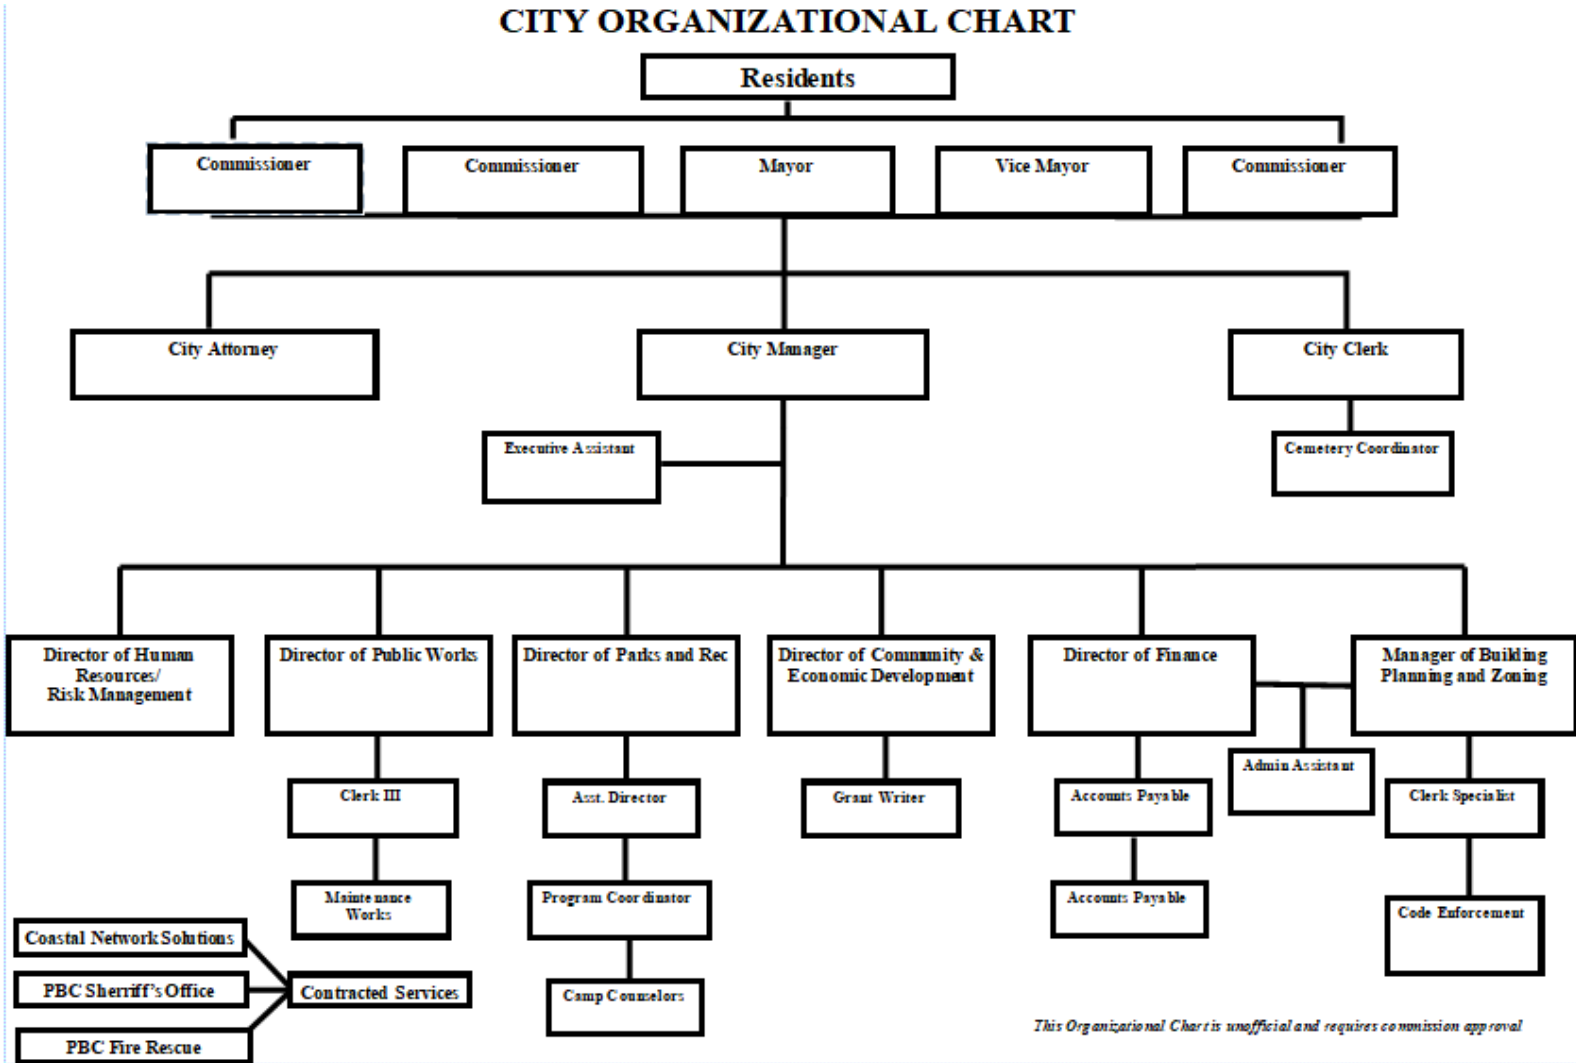 CITY ORGANIZATIONAL CHART
Residents
Commissioner
Commissioner
Mayor
Vice Mayor
Commissioner
City Attorney
City Manager
City Clerk
Executive Assistant
Cemetery Coordinator
Director of Human
Resources/
Risk Management
Director of Public Works
Director of Parks and Rec
Director of Community &
Economic Development
Director of Finance
Manager of Building
Planning and Zoning
Admin Assistant
Clerk III
Asst. Director
Grant Writer
Accounts Payable
Clerk Specialist
Maintenance
Works
Program Coordinator
Accounts Payable
Code Enforcement
Coastal Network Solutions
PBC Sherriff's Office
Contracted Services
Camp Counselors
PBC Fire Rescue
This Organizational Chart is unofficial and requires commission approval